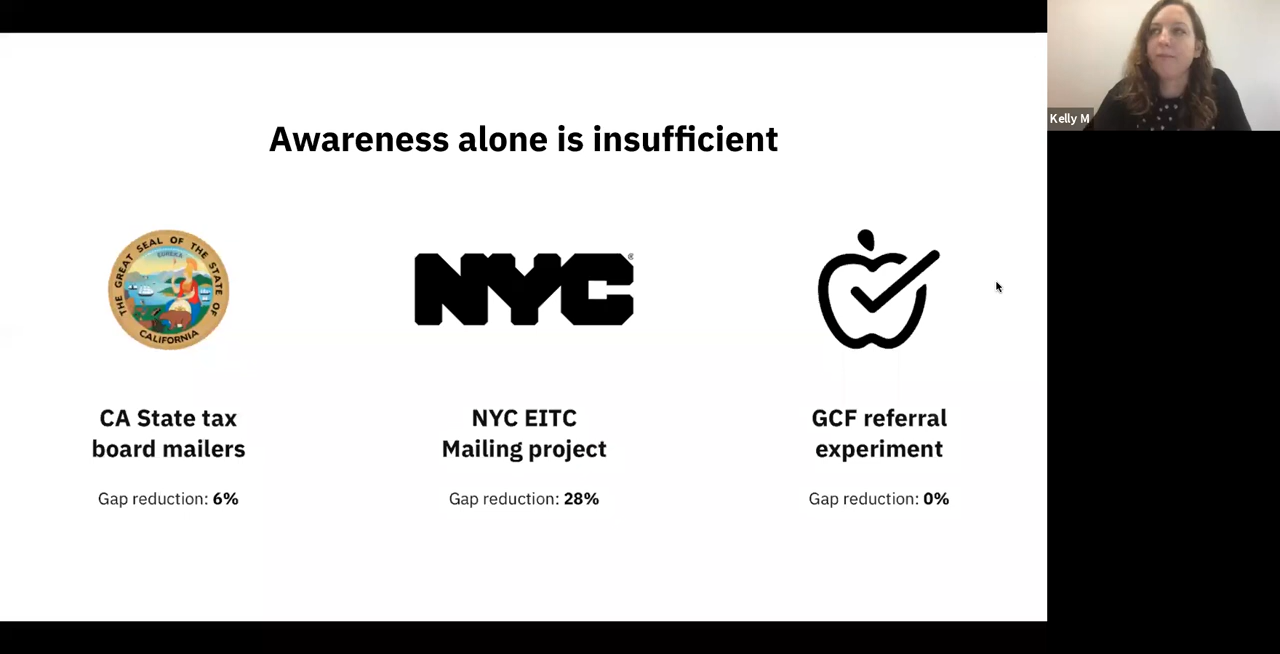 Awareness alone is insufficient
THE GREAT SEAL OF THE STATE OF CALIFORNIA
EUREKA
NYC®
CA State tax
board mailers
Gap reduction: 6%
NYC EITC
Mailing project
Gap reduction: 28%
GCF referral
experiment
Gap reduction: 0%
Kelly M